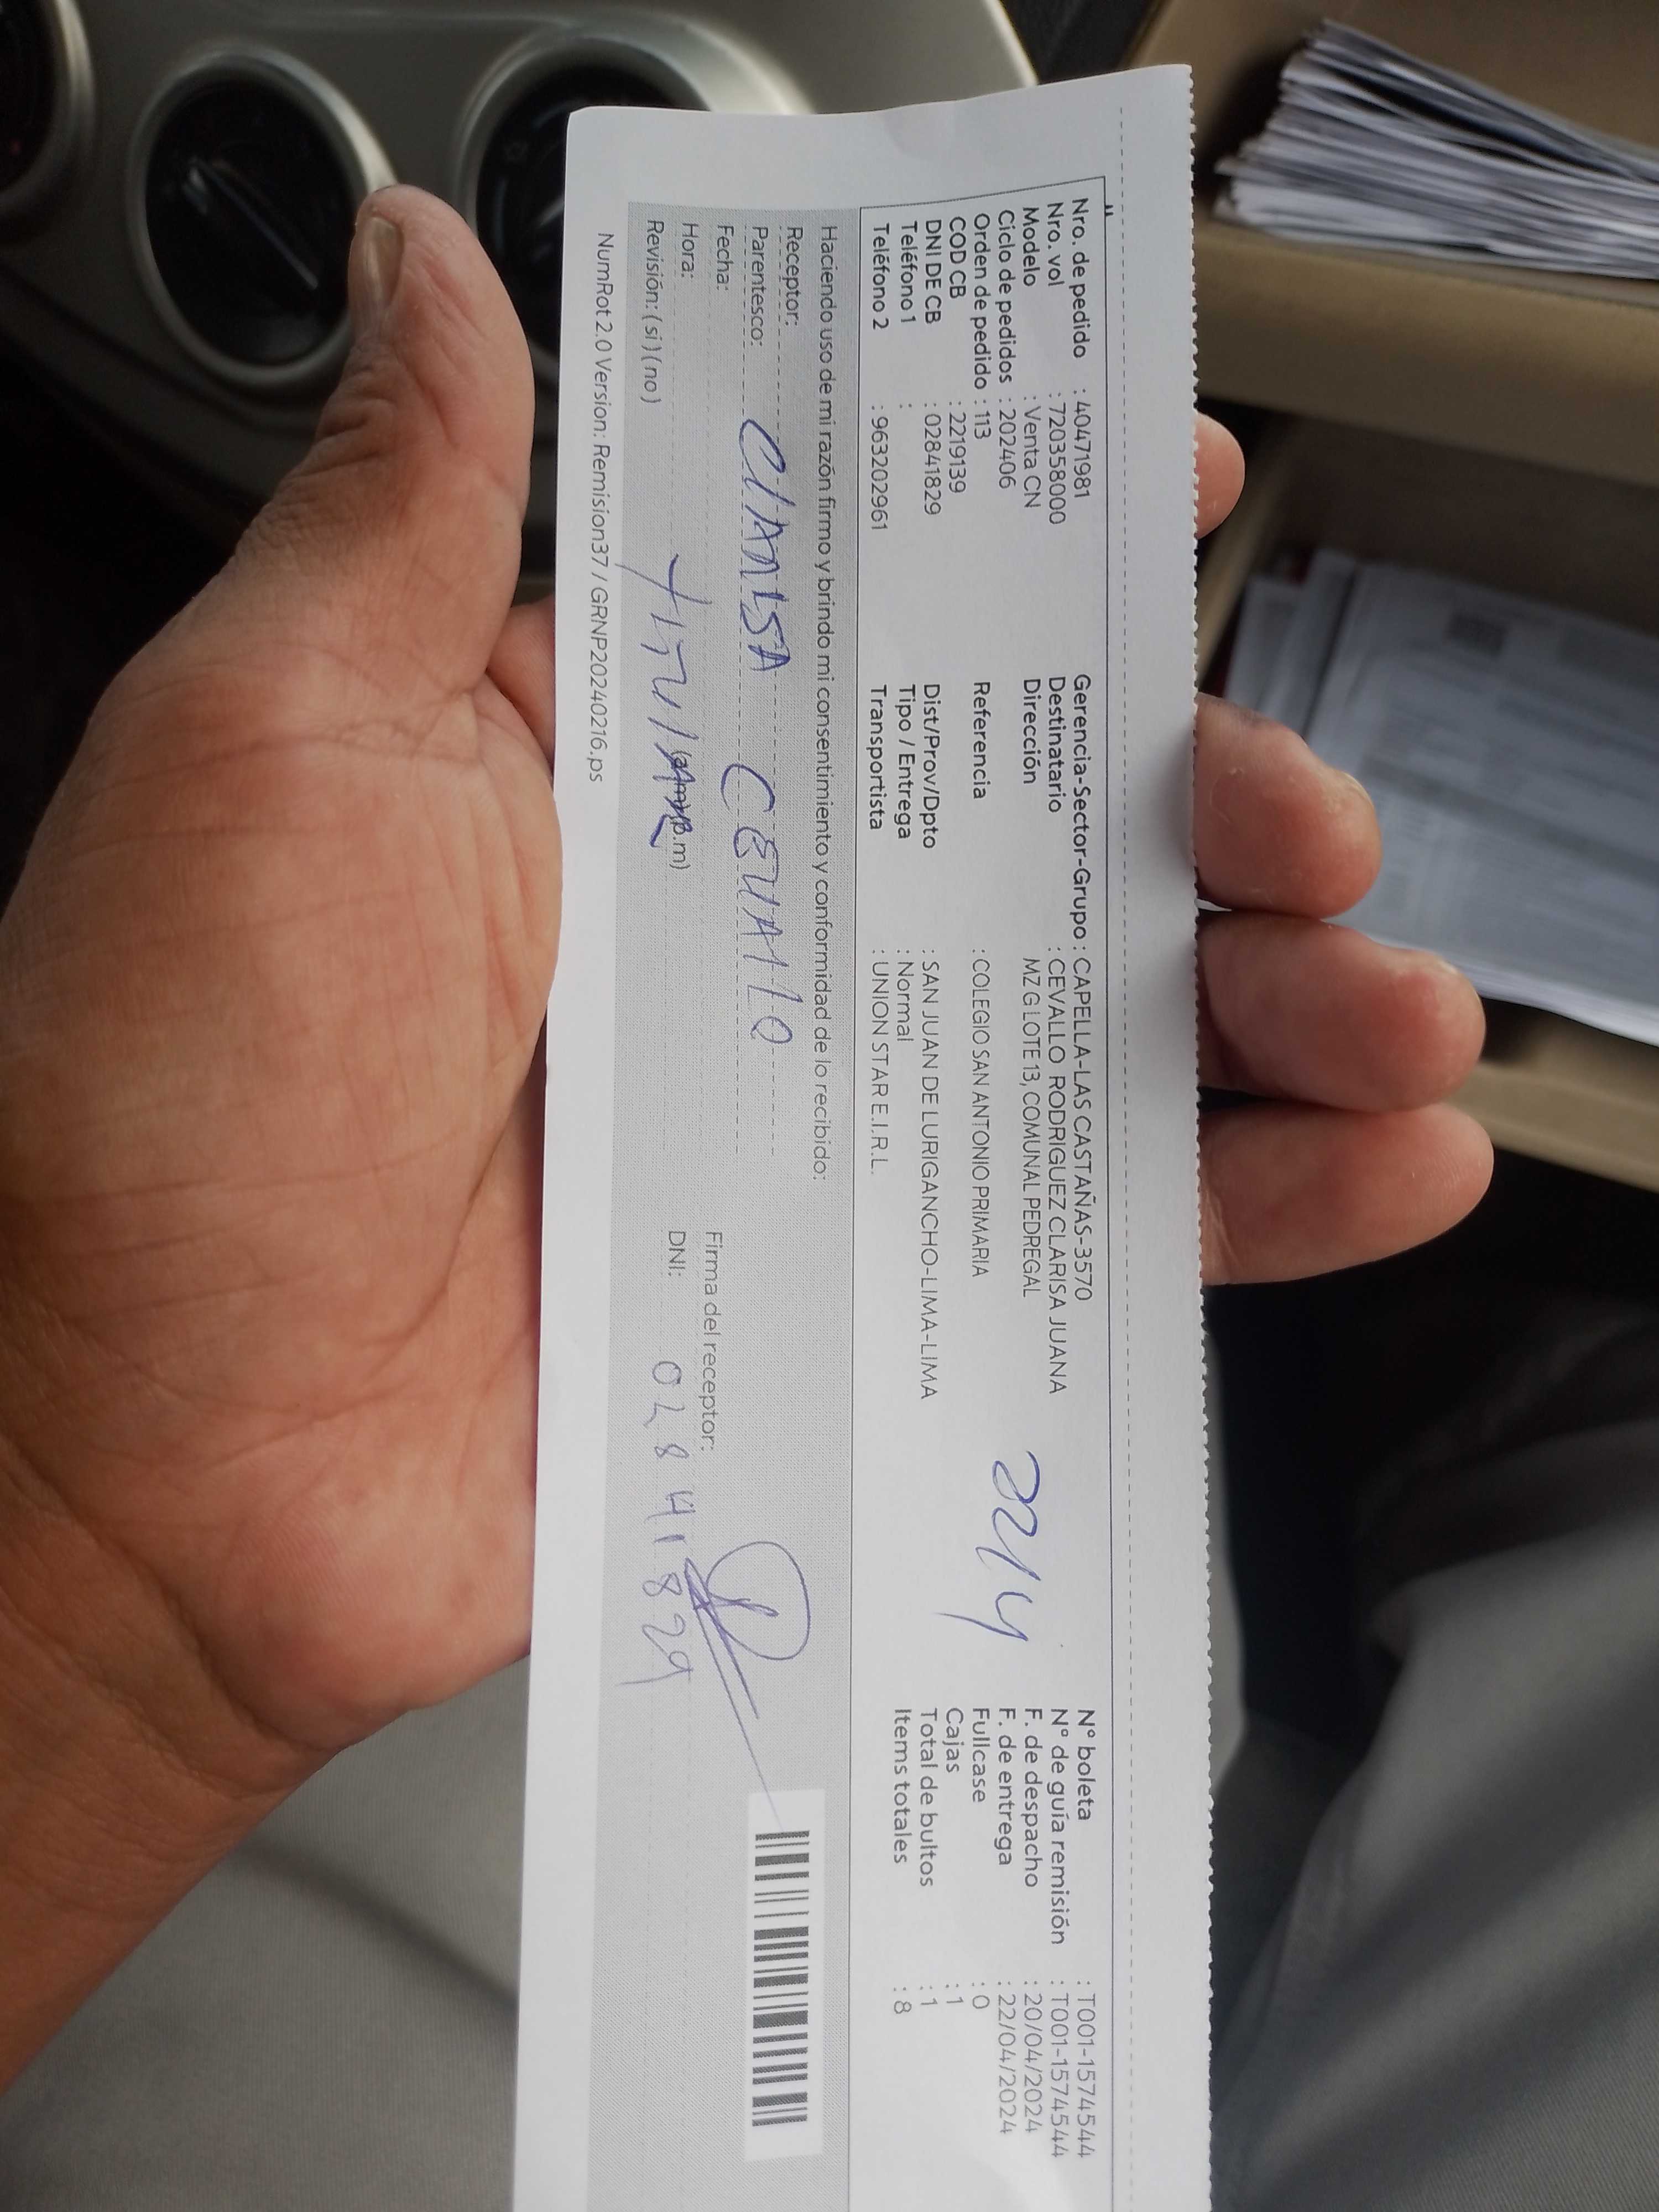 Nro. de pedido : 40471981
Nro. vol : 720358000
Modelo : Venta CN
Ciclo de pedidos : 202406
Orden de pedido : 113
COD CB : 2219139
DNI DE CB : 02841829
Teléfono 1 :
Teléfono 2 : 963202961
Gerencia-Sector-Grupo : CAPELLA-LAS CASTAÑAS-3570
Destinatario : CEVALLO RODRIGUEZ CLARISA JUANA
Dirección MZ G LOTE 13, COMUNAL PEDREGAL
Referencia : COLEGIO SAN ANTONIO PRIMARIA
Dist/Prov/Dpto : SAN JUAN DE LURIGANCHO-LIMA-LIMA
Tipo / Entrega : Normal
Transportista : UNION STAR E.I.R.L.
N° boleta : T001-1574544
N° de guía remisión : T001-1574544
F. de despacho : 20/04/2024
F. de entrega : 22/04/2024
Fullcase : 0
Cajas : 1
Total de bultos : 1
Items totales : 8
Haciendo uso de mi razón firmo y brindo mi consentimiento y conformidad de lo recibido:
Receptor: Clarisa
Parentesco:
Fecha:
Hora: Titular p.m)
Revisión: (si) (no)
Firma del receptor:
DNI: 02841829
NumRot 2.0 Version: Remision37 / GRNP20240216.ps